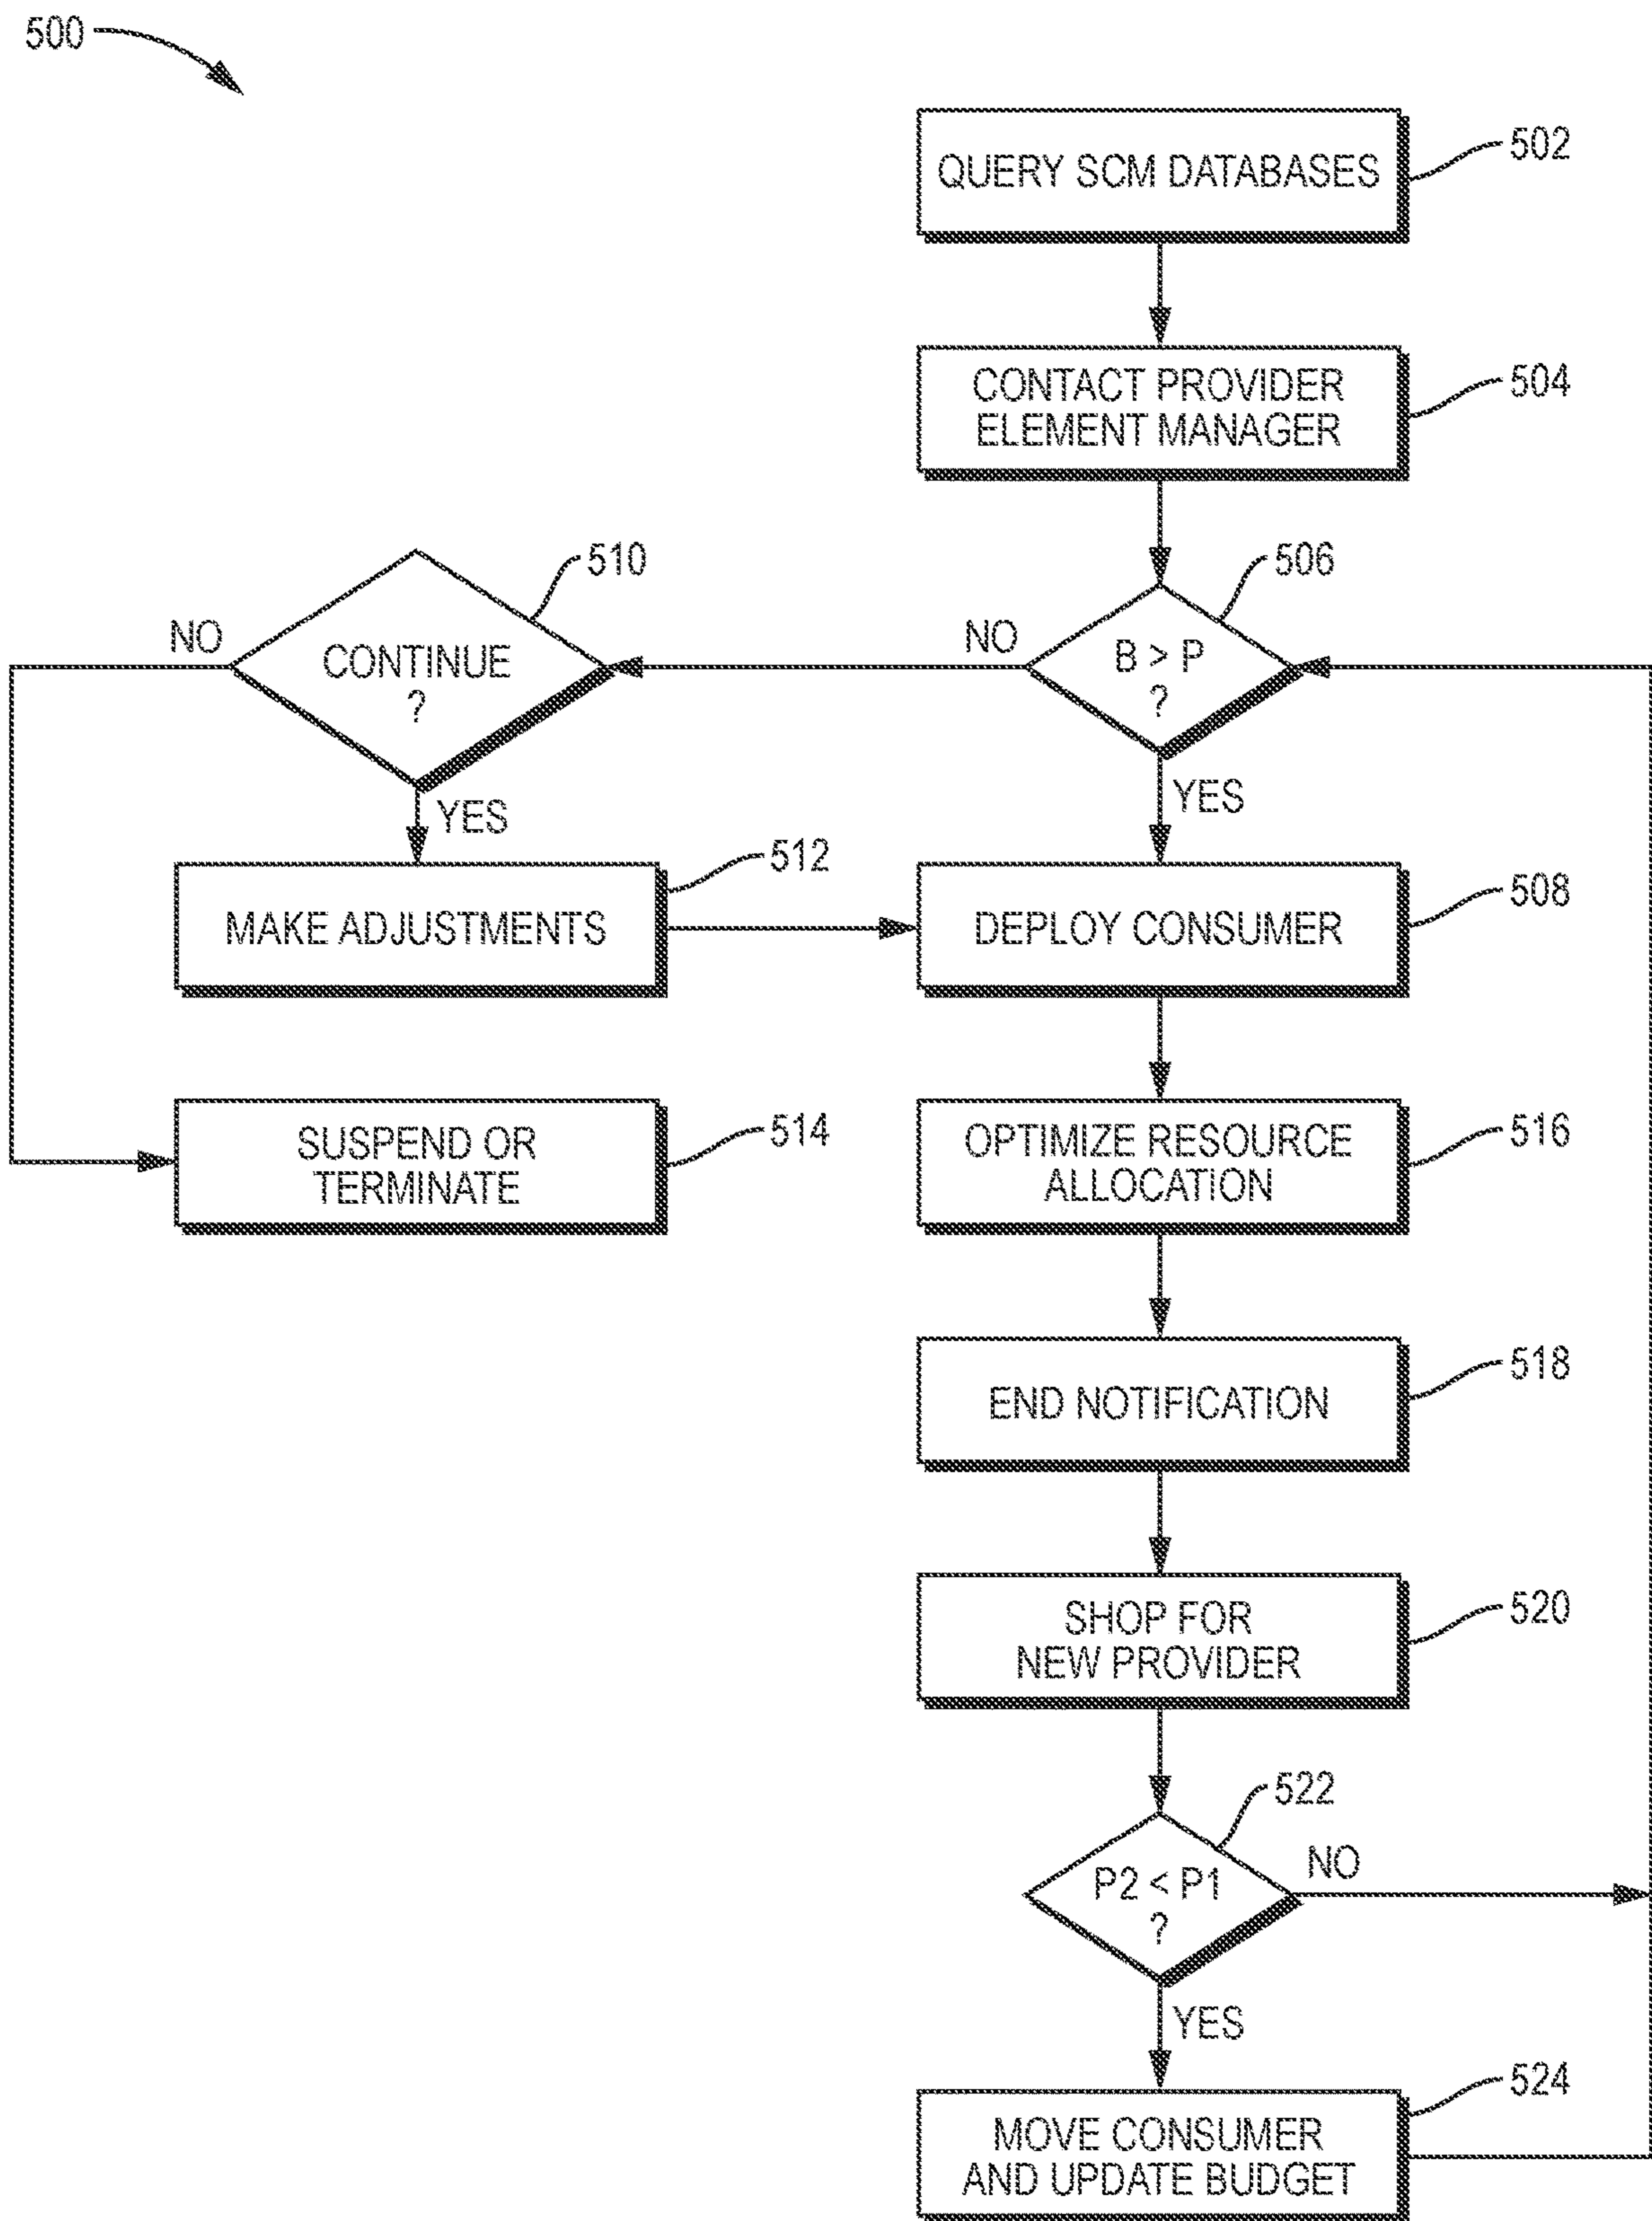 500
QUERY SCM DATABASES
502
CONTACT PROVIDER
ELEMENT MANAGER
504
506
B > P
?
NO
YES
510
CONTINUE
?
NO
YES
512
MAKE ADJUSTMENTS
508
DEPLOY CONSUMER
514
SUSPEND OR
TERMINATE
516
OPTIMIZE RESOURCE
ALLOCATION
518
END NOTIFICATION
520
SHOP FOR
NEW PROVIDER
522
P2 < P1
?
NO
YES
524
MOVE CONSUMER
AND UPDATE BUDGET